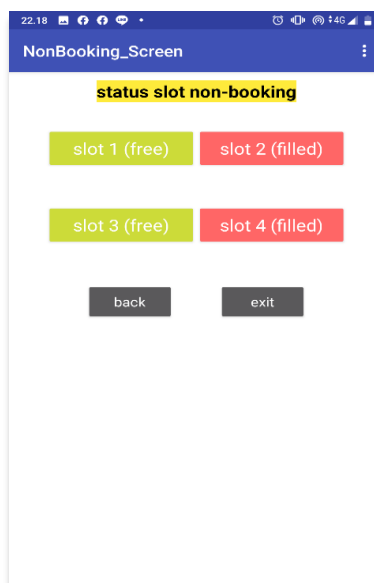 22.18 4G
NonBooking_Screen
status slot non-booking
slot 1 (free) slot 2 (filled)
slot 3 (free) slot 4 (filled)
back exit